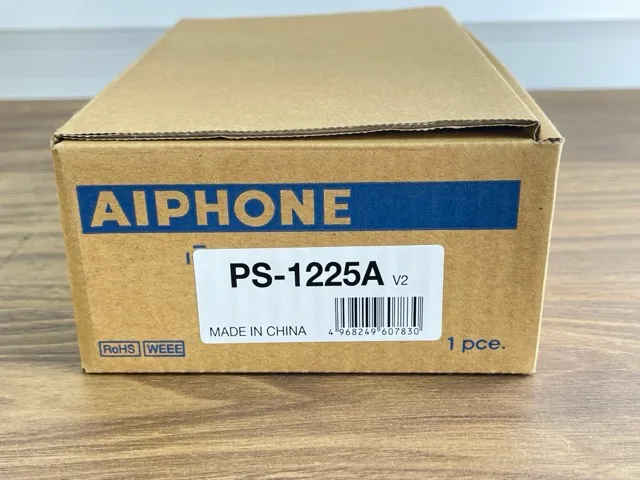 AIPHONE
PS-1225A V2
MADE IN CHINA
4 968249 607830
RoHS WEEE
1 pce.